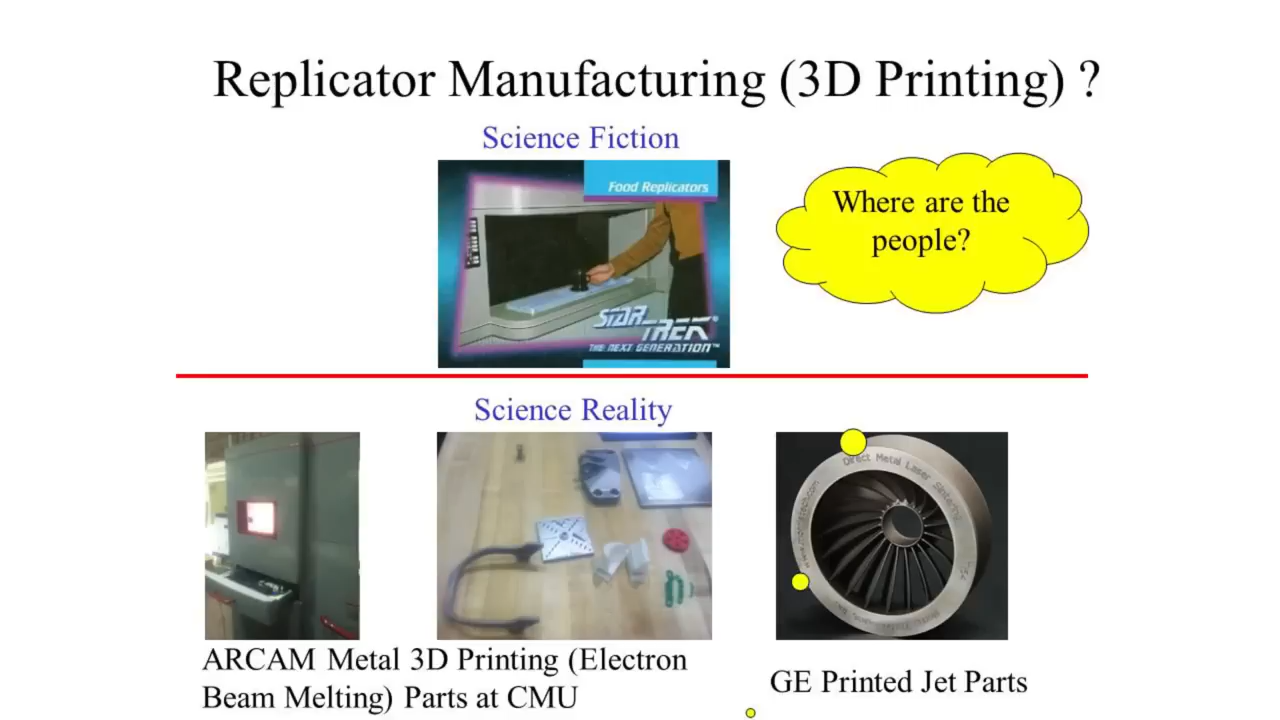 Replicator Manufacturing (3D Printing) ?
Science Fiction
Food Replicators
STAR TREK
THE NEXT GENERATION™
Where are the
people?
Science Reality
Direct Metal Laser Sintering
ARCAM Metal 3D Printing (Electron
Beam Melting) Parts at CMU
GE Printed Jet Parts